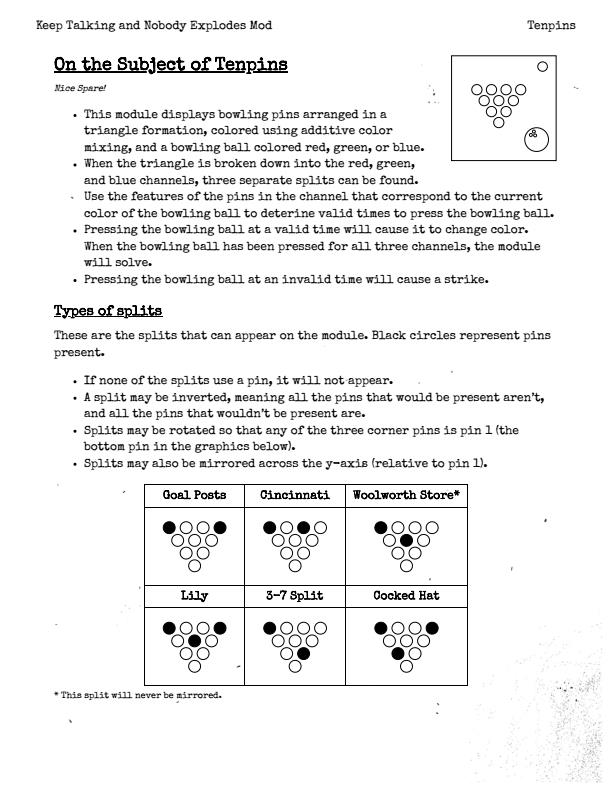 Keep Talking and Nobody Explodes Mod
Tenpins
On the Subject of Tenpins
Nice Spare!
• This module displays bowling pins arranged in a
triangle formation, colored using additive color
mixing, and a bowling ball colored red, green, or blue.
• When the triangle is broken down into the red, green,
and blue channels, three separate splits can be found.
• Use the features of the pins in the channel that correspond to the current
color of the bowling ball to deterine valid times to press the bowling ball.
• Pressing the bowling ball at a valid time will cause it to change color.
When the bowling ball has been pressed for all three channels, the module
will solve.
• Pressing the bowling ball at an invalid time will cause a strike.
Types of splits
These are the splits that can appear on the module. Black circles represent pins
present.
• If none of the splits use a pin, it will not appear.
• A split may be inverted, meaning all the pins that would be present aren't,
and all the pins that wouldn't be present are.
• Splits may be rotated so that any of the three corner pins is pin 1 (the
bottom pin in the graphics below).
• Splits may also be mirrored across the y-axis (relative to pin 1).
Goal Posts
Cincinnati
Woolworth Store*
Lily
3-7 Split
Cocked Hat
* This split will never be mirrored.